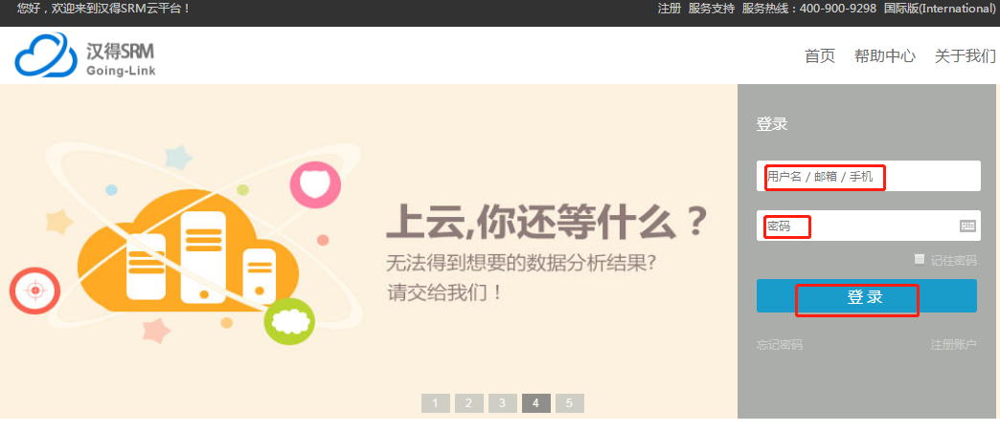 您好，欢迎来到汉得SRM云平台！
注册 服务支持 服务热线：400-900-9298 国际版(International)
汉得SRM
Going-Link
首页 帮助中心 关于我们
登录
用户名 / 邮箱 / 手机
密码
记住密码
登录
忘记密码 注册账户
上云,你还等什么？
无法得到想要的数据分析结果?
请交给我们！
1 2 3 4 5